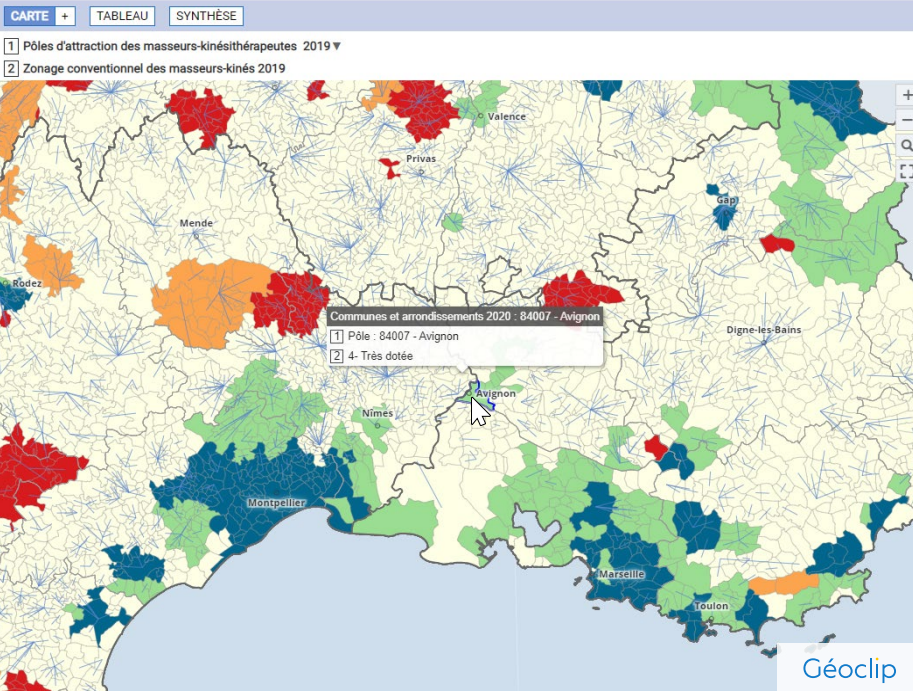 CARTE + TABLEAU SYNTHÈSE
1 Pôles d'attraction des masseurs-kinésithérapeutes 2019
2 Zonage conventionnel des masseurs-kinés 2019
+
Valence
−
Privas
Gap
Mende
Rodez
Communes et arrondissements 2020 : 84007 - Avignon
1 Pôle : 84007 - Avignon
Digne-les-Bains
2 4- Très dotée
Avignon
Nîmes
Montpellier
Marseille
Toulon
Géoclip